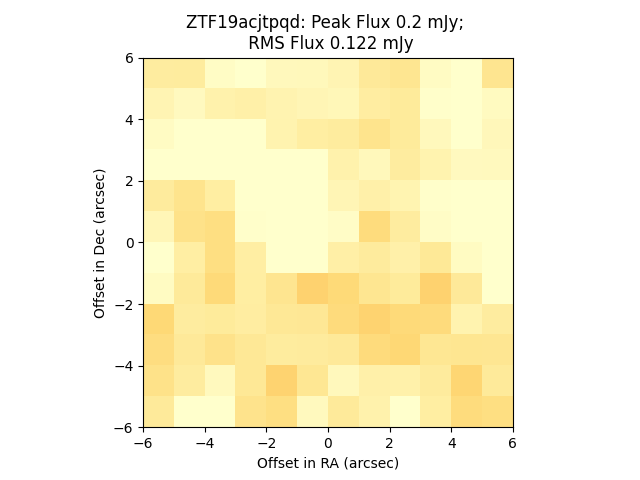 ZTF19acjtpqd: Peak Flux 0.2 mJy;
RMS Flux 0.122 mJy
6
4
2
0
−2
−4
−6
Offset in Dec (arcsec)
−6 −4 −2 0 2 4 6
Offset in RA (arcsec)